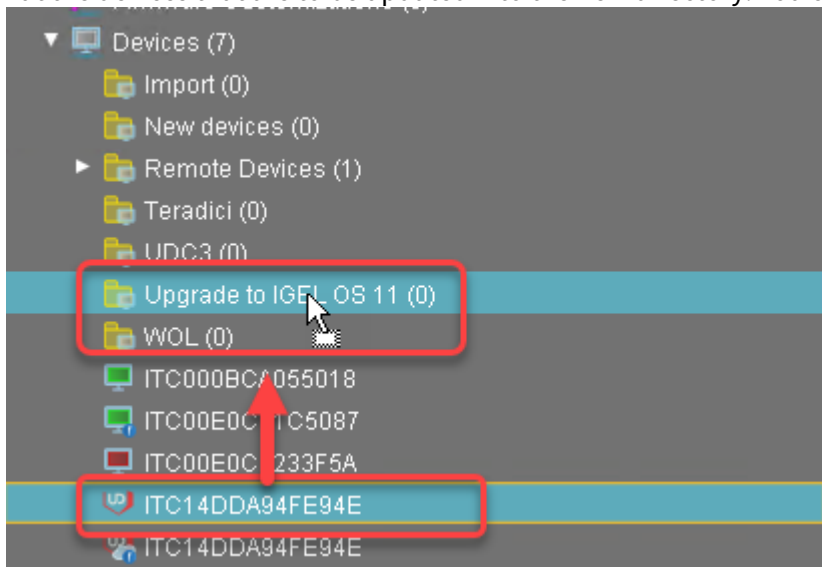 Devices (7)
Import (0)
New devices (0)
Remote Devices (1)
Teradici (0)
UDC3 (0)
Upgrade to IGEL OS 11 (0)
WOL (0)
ITC000BCA055018
ITC14DDA94FE94E
ITC14DDA94FE94E